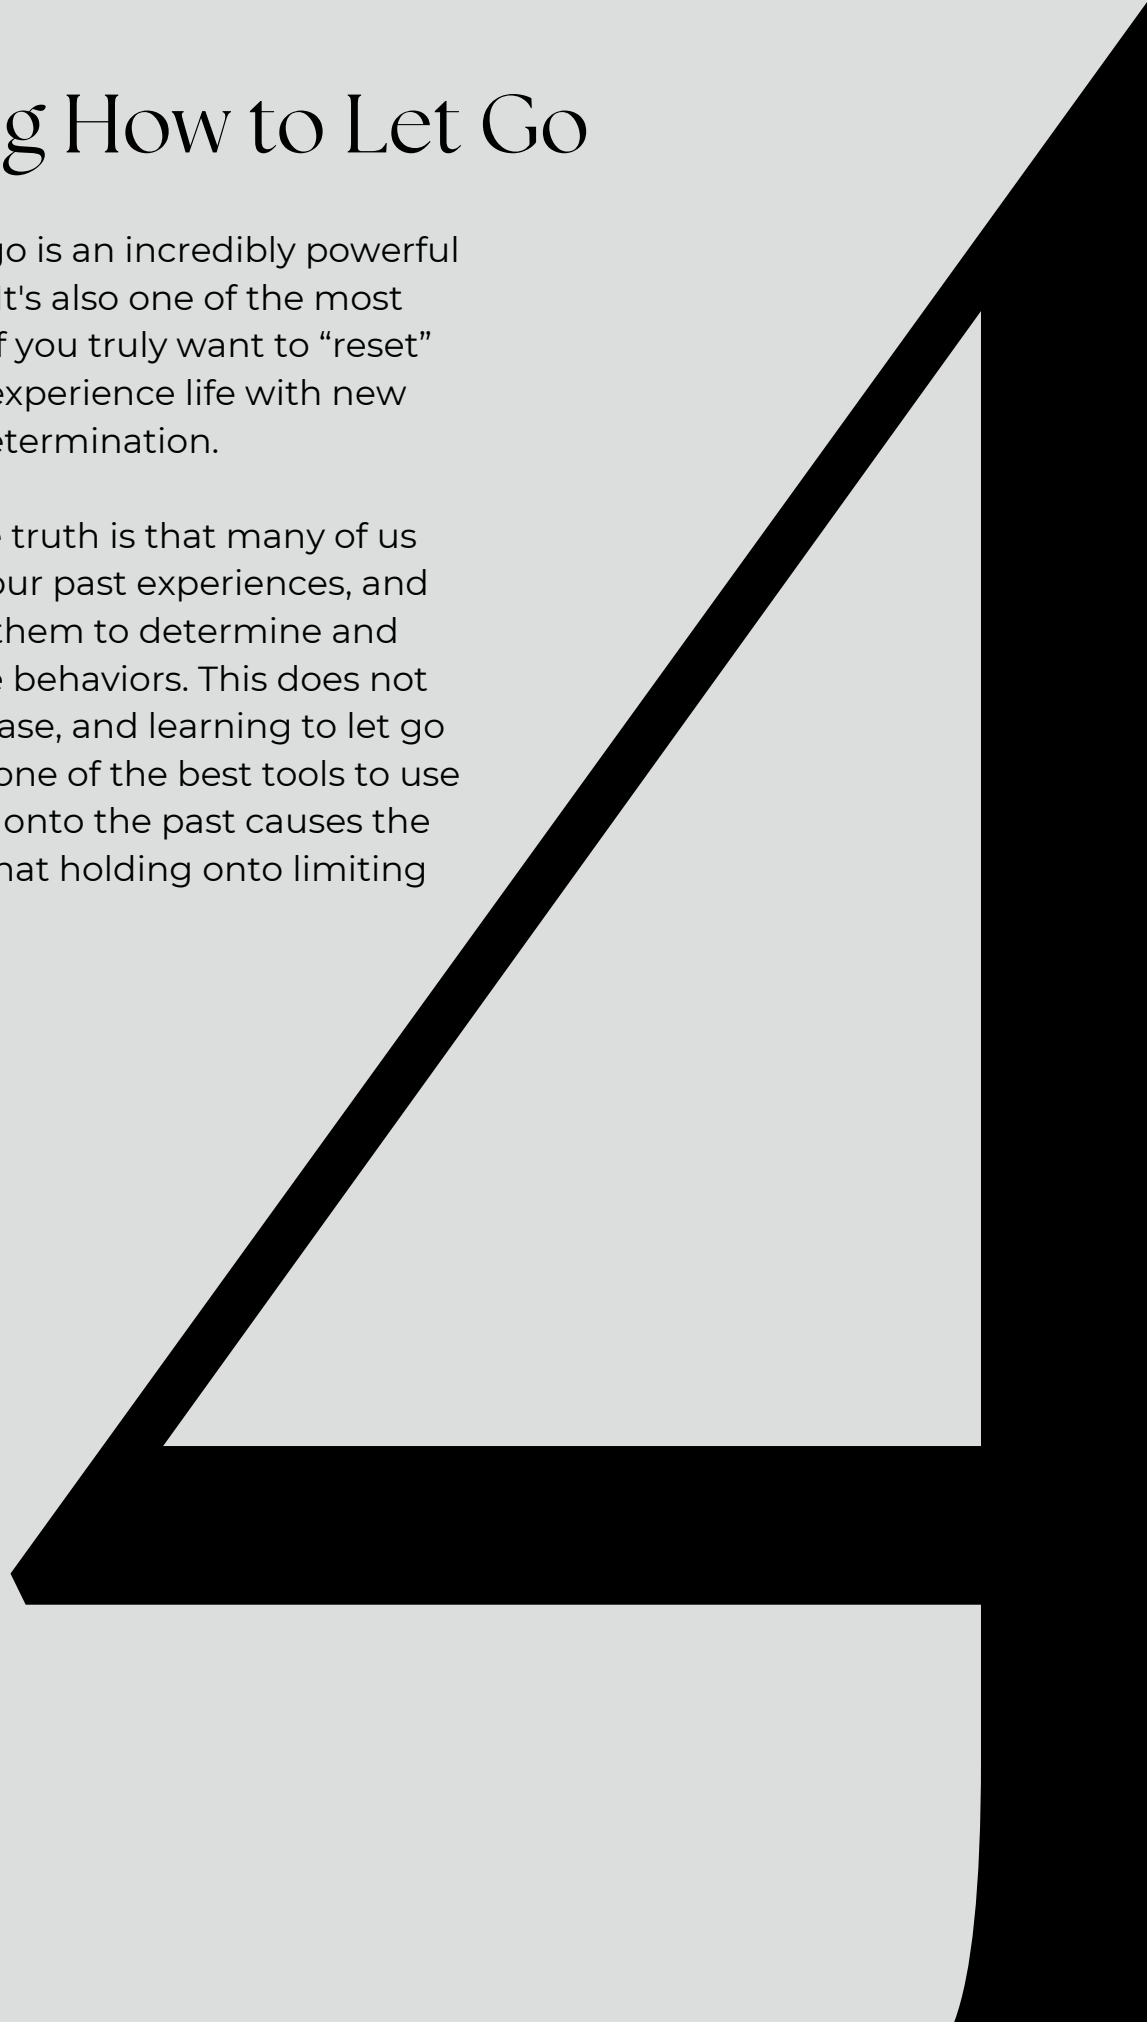 g How to Let Go
go is an incredibly powerful
It's also one of the most
f you truly want to “reset”
experience life with new
etermination.
e truth is that many of us
our past experiences, and
them to determine and
e behaviors. This does not
ase, and learning to let go
one of the best tools to use
onto the past causes the
hat holding onto limiting
4